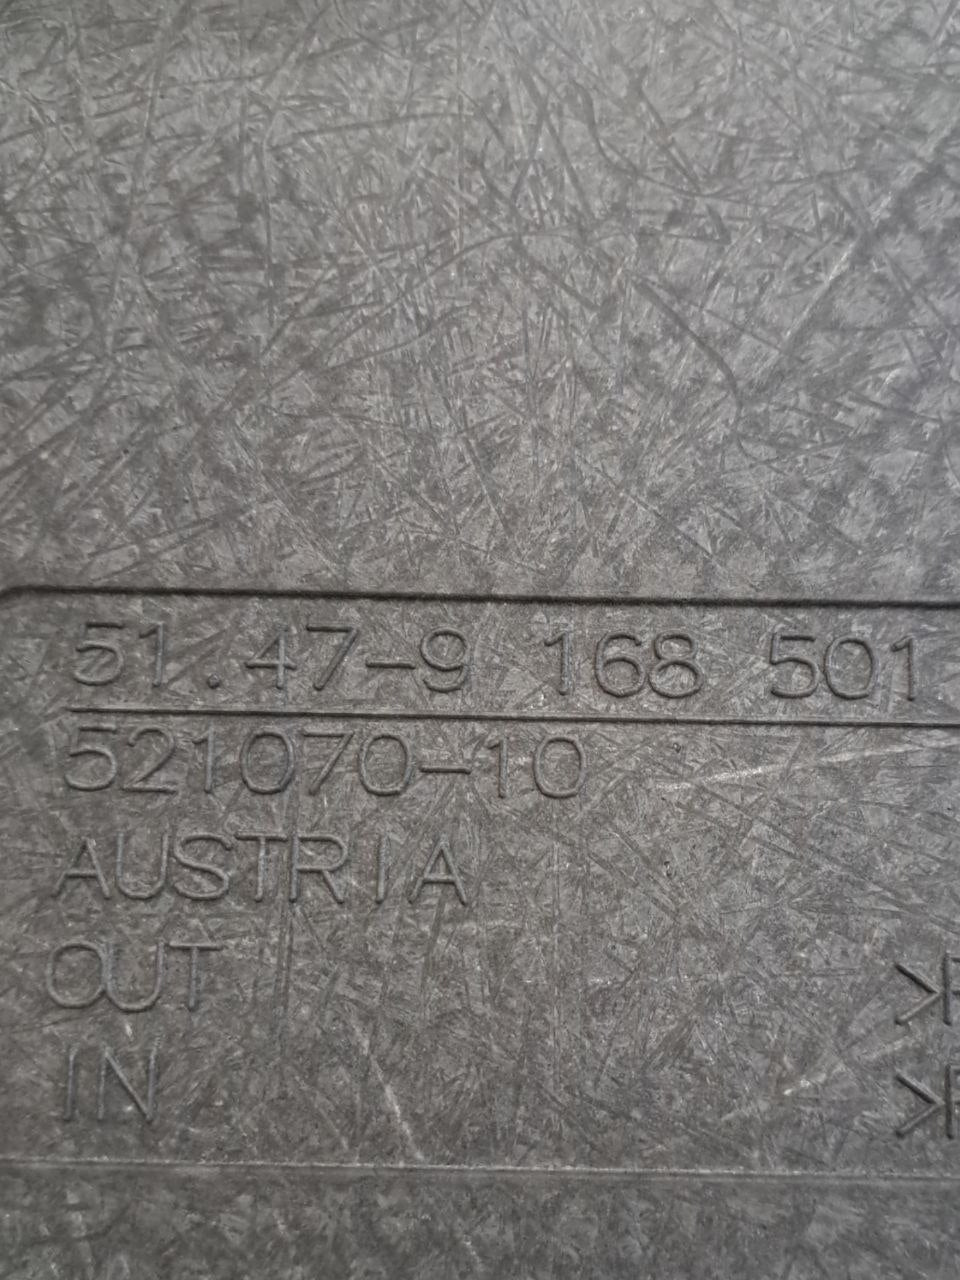 51.47-9 168 501
521070-10
AUSTRIA
OUT >P
IN >P